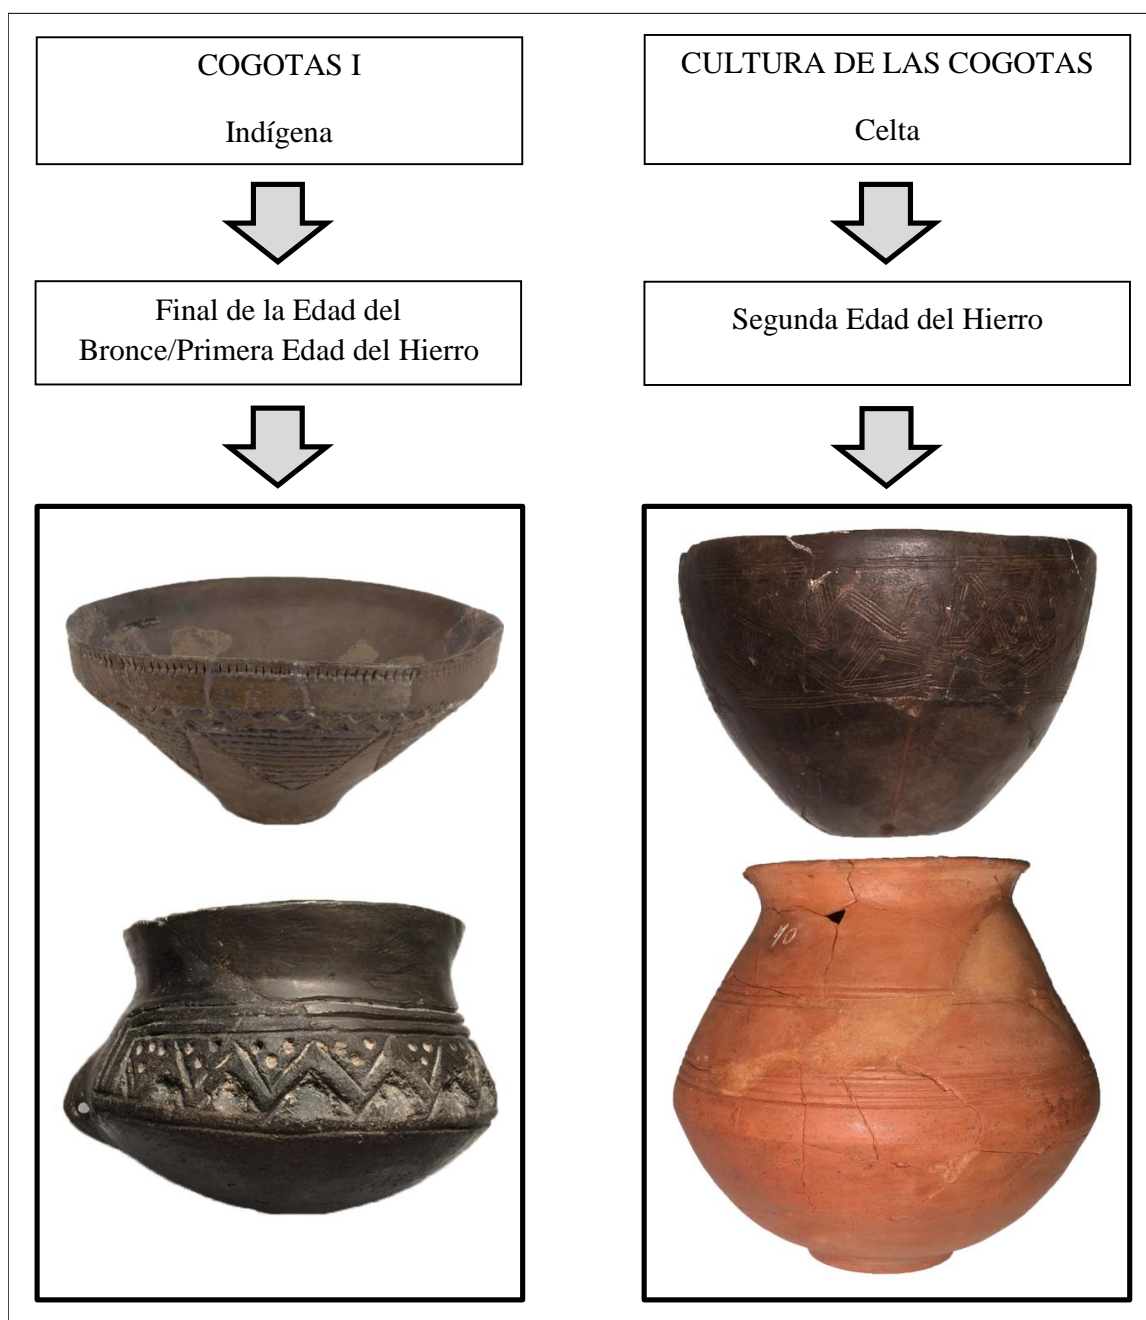 COGOTAS I
Indígena
Final de la Edad del
Bronce/Primera Edad del Hierro
CULTURA DE LAS COGOTAS
Celta
Segunda Edad del Hierro
40